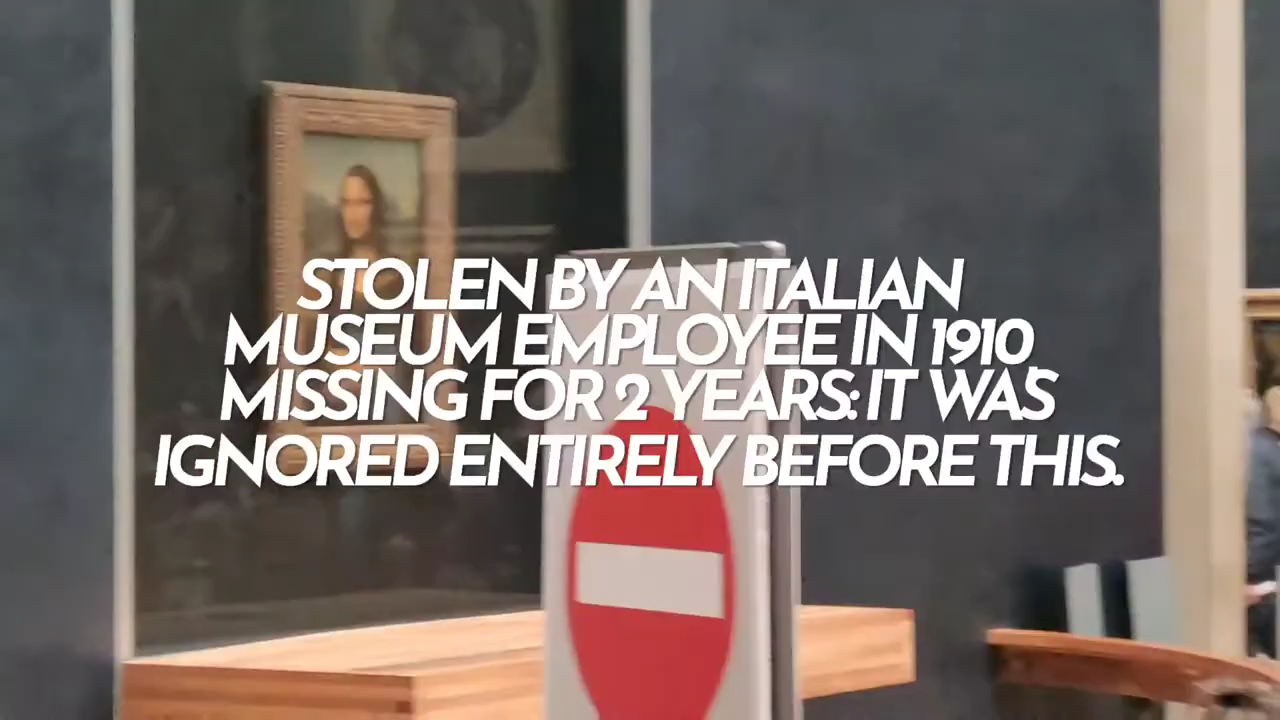 STOLEN BY AN ITALIAN
MUSEUM EMPLOYEE IN 1910,
MISSING FOR 2 YEARS: IT WAS
IGNORED ENTIRELY BEFORE THIS.